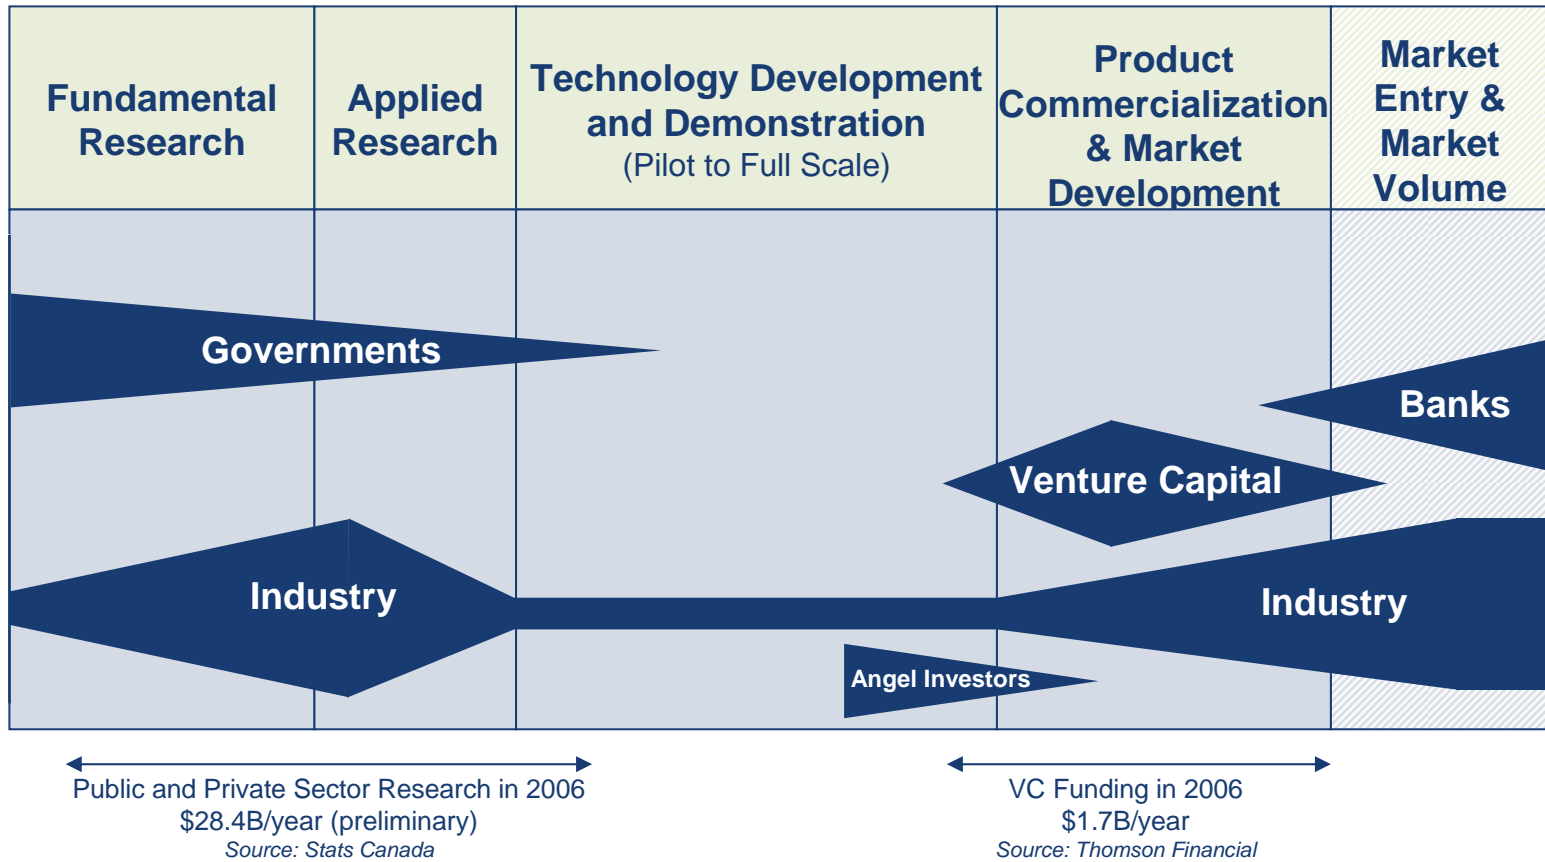 Fundamental
Research
Applied
Research
Technology Development
and Demonstration
(Pilot to Full Scale)
Product
Commercialization
& Market
Development
Market
Entry &
Market
Volume
Governments
Banks
Venture Capital
Industry
Industry
Angel Investors
Public and Private Sector Research in 2006
$28.4B/year (preliminary)
Source: Stats Canada
VC Funding in 2006
$1.7B/year
Source: Thomson Financial